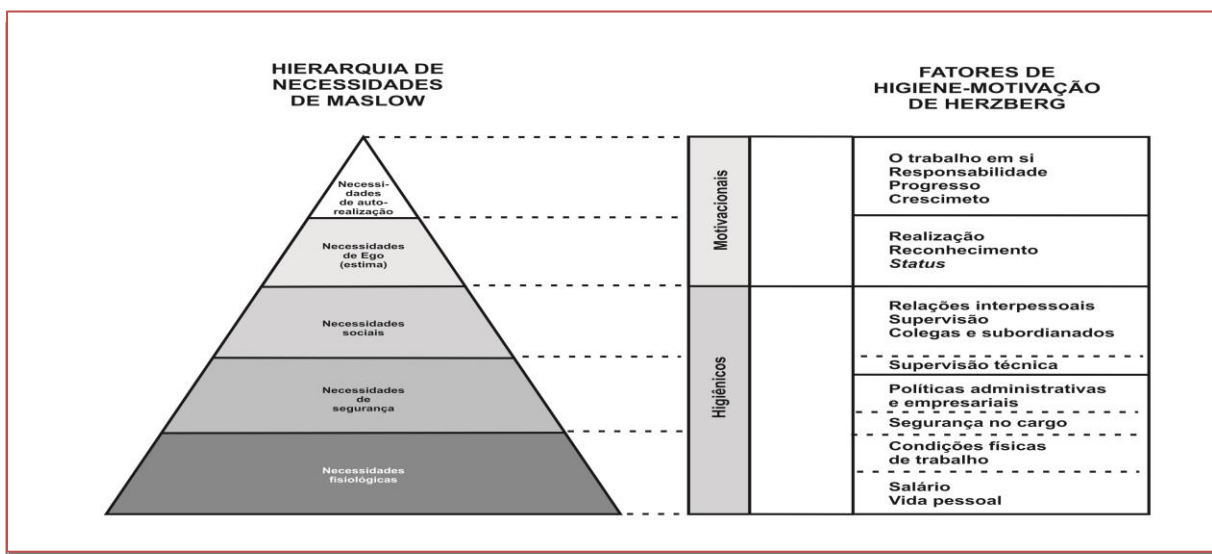 HIERARQUIA DE
NECESSIDADES
DE MASLOW
Necessi-
dades
de auto-
realização
Necessidades
de Ego
(estima)
Necessidades
sociais
Necessidades
de
segurança
Necessidades
fisiológicas
FATORES DE
HIGIENE-MOTIVAÇÃO
DE HERZBERG
Motivacionais
O trabalho em si
Responsabilidade
Progresso
Crescimeto
Realização
Reconhecimento
Status
Higiênicos
Relações interpessoais
Supervisão
Colegas e subordianados
Supervisão técnica
Políticas administrativas
e empresariais
Segurança no cargo
Condições físicas
de trabalho
Salário
Vida pessoal